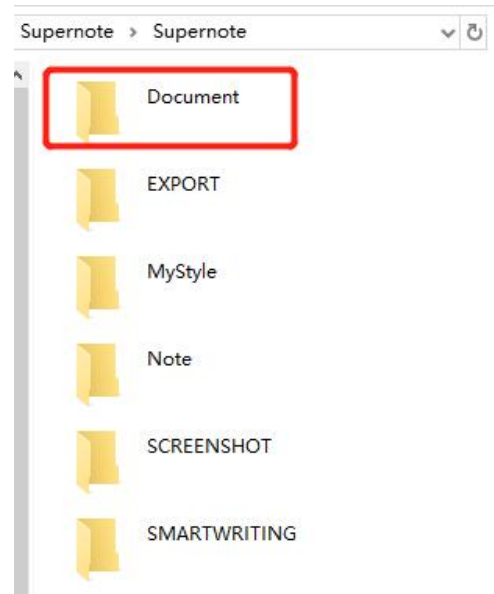 Supernote > Supernote
Document
EXPORT
MyStyle
Note
SCREENSHOT
SMARTWRITING